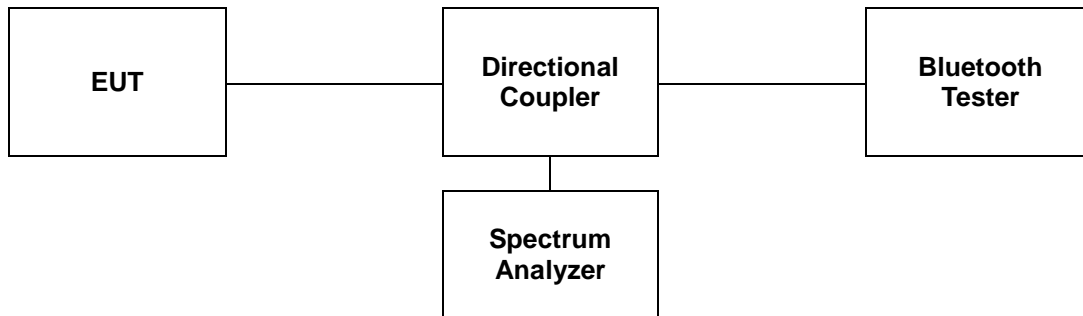 EUT
Directional
Coupler
Bluetooth
Tester
Spectrum
Analyzer